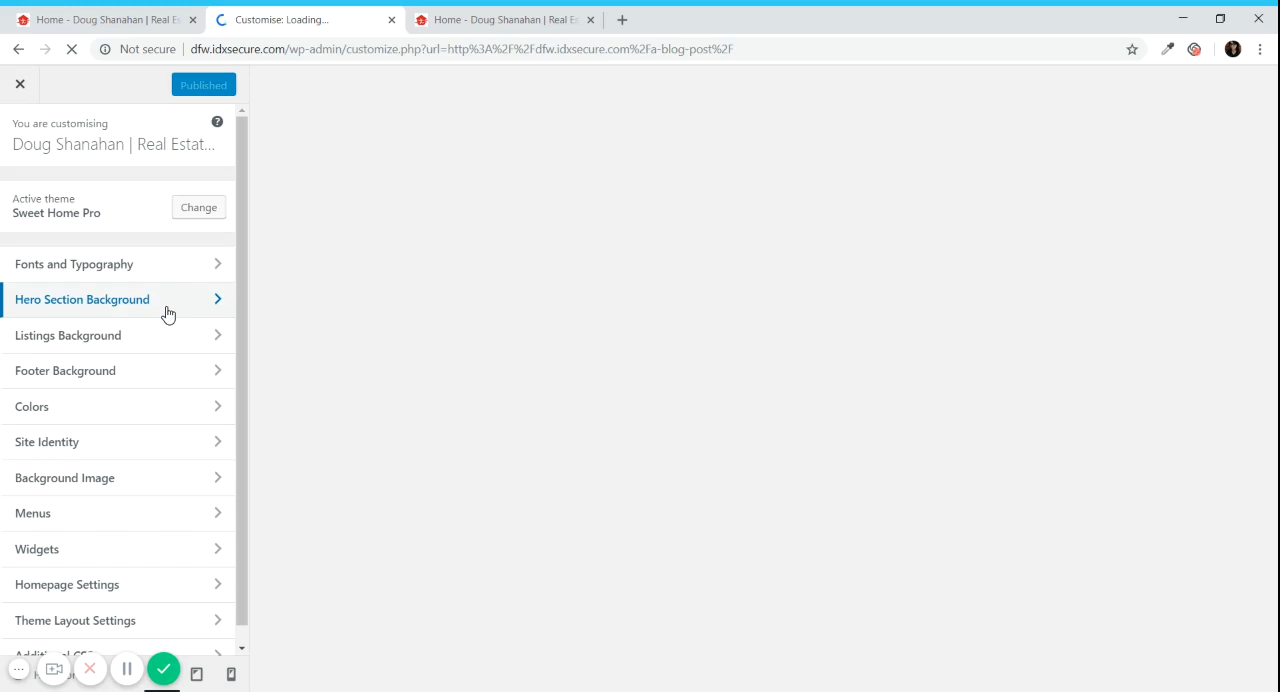 Home - Doug Shanahan | Real Es
Customise: Loading...
Home - Doug Shanahan | Real Es
Not secure | dfw.idxsecure.com/wp-admin/customize.php?url=http%3A%2F%2Fdfw.idxsecure.com%2Fa-blog-post%2F
Published
You are customising
Doug Shanahan | Real Estat...
Active theme
Sweet Home Pro
Change
Fonts and Typography
Hero Section Background
Listings Background
Footer Background
Colors
Site Identity
Background Image
Menus
Widgets
Homepage Settings
Theme Layout Settings